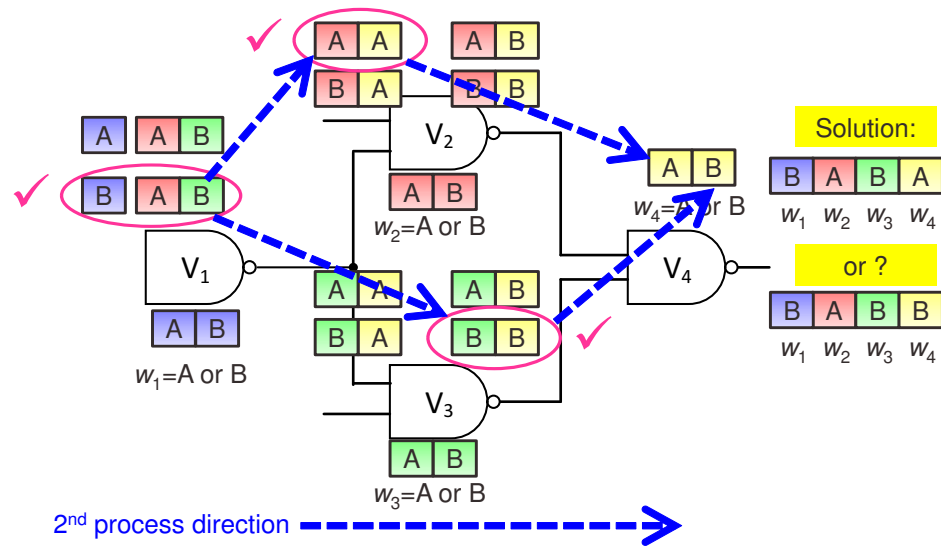 A A A B
B A B B
V2
A B
w2=A or B
A A B
B A B
V1
A B
w1=A or B
A B
w4=A or B
V4
A A A B
B A B B
V3
A B
w3=A or B
Solution:
B A B A
w1 w2 w3 w4
or ?
B A B B
w1 w2 w3 w4
2nd process direction